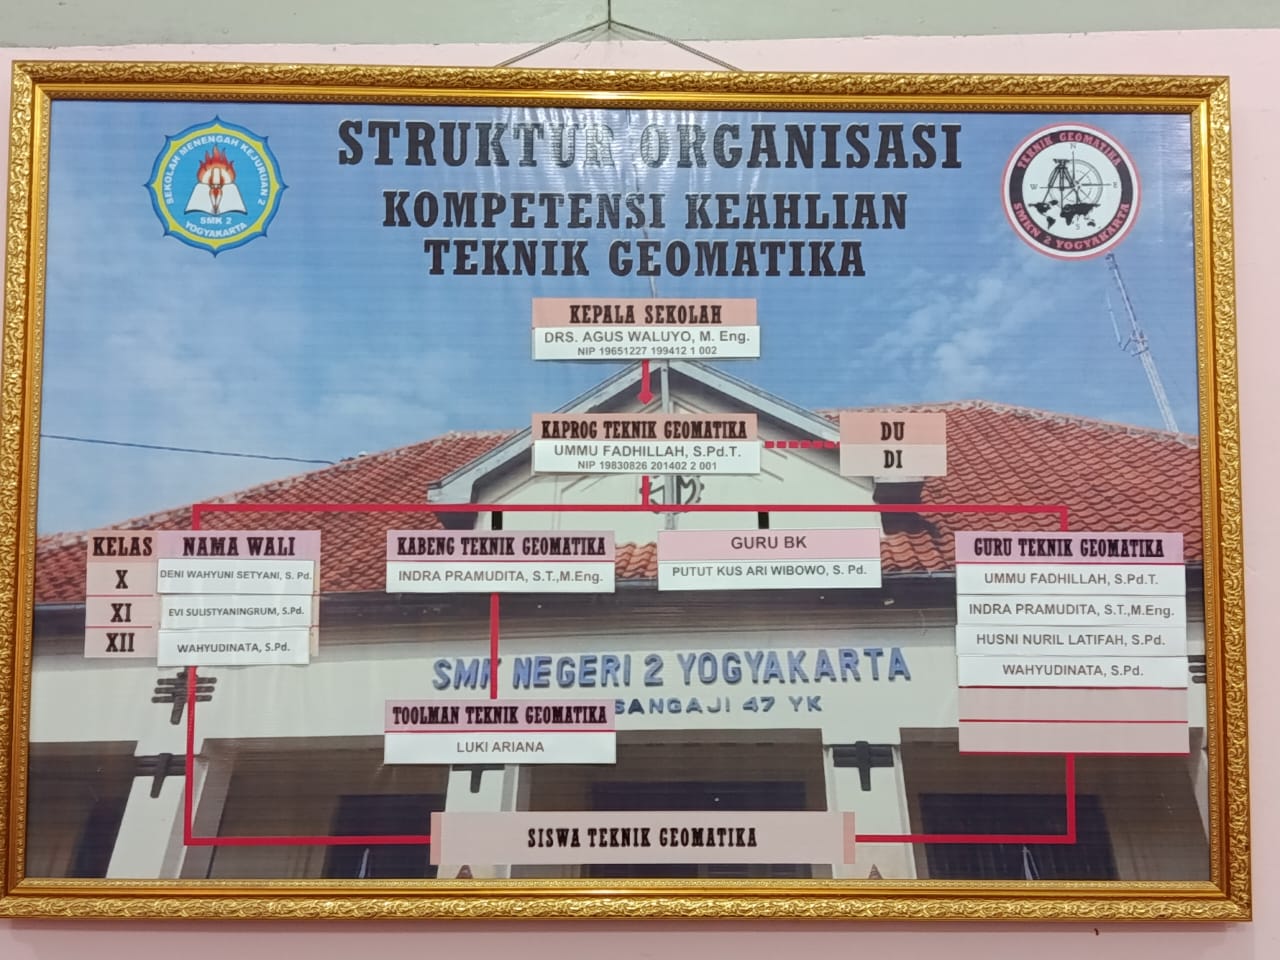 STRUKTUR ORGANISASI
KOMPETENSI KEAHLIAN
TEKNIK GEOMATIKA
SEKOLAH MENENGAH KEJURUAN 2
SMK 2
YOGYAKARTA
TEKNIK GEOMATIKA
N
W
E
S
SMKN 2 YOGYAKARTA
KEPALA SEKOLAH
DRS. AGUS WALUYO, M. Eng.
NIP 19651227 199412 1 002
KAPROG TEKNIK GEOMATIKA
UMMU FADHILLAH, S.Pd.T.
NIP 19830826 201402 2 001
DU
DI
KELAS
NAMA WALI
X
DENI WAHYUNI SETYANI, S. Pd.
XI
EVI SULISTYANINGRUM, S.Pd.
XII
WAHYUDINATA, S.Pd.
KABENG TEKNIK GEOMATIKA
INDRA PRAMUDITA, S.T.,M.Eng.
GURU BK
PUTUT KUS ARI WIBOWO, S. Pd.
GURU TEKNIK GEOMATIKA
UMMU FADHILLAH, S.Pd.T.
INDRA PRAMUDITA, S.T.,M.Eng.
HUSNI NURIL LATIFAH, S.Pd.
WAHYUDINATA, S.Pd.
SMK NEGERI 2 YOGYAKARTA
SANGAJI 47 YK
TOOLMAN TEKNIK GEOMATIKA
LUKI ARIANA
SISWA TEKNIK GEOMATIKA